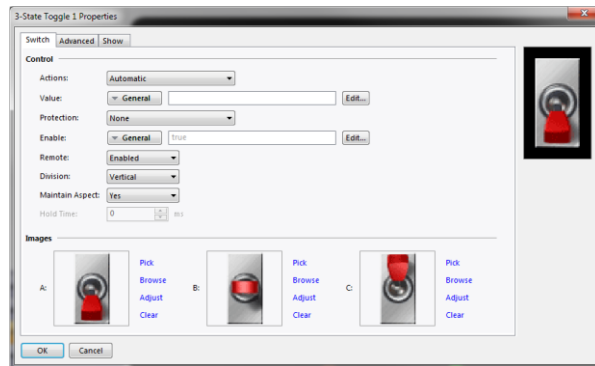 3-State Toggle 1 Properties
Switch Advanced Show
Control
Actions: Automatic
Value: General Edit...
Protection: None
Enable: General true Edit...
Remote: Enabled
Division: Vertical
Maintain Aspect: Yes
Hold Time: 0 ms
Images
A: Pick Browse Adjust Clear B: Pick Browse Adjust Clear C: Pick Browse Adjust Clear
OK Cancel